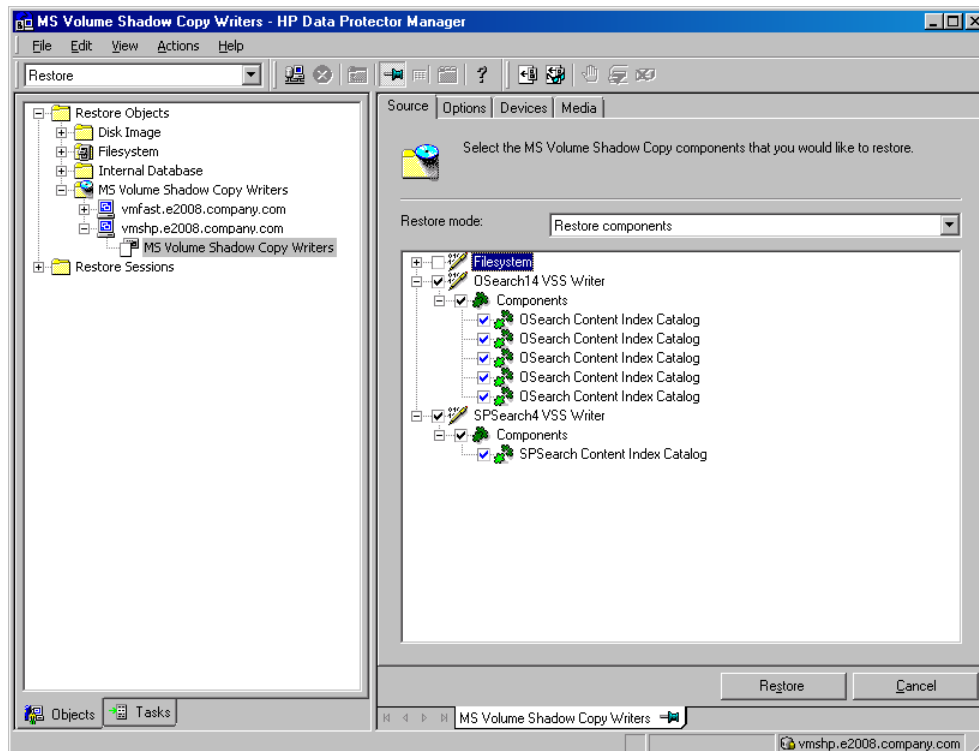 MS Volume Shadow Copy Writers - HP Data Protector Manager
File Edit View Actions Help
Restore
?
Restore Objects
Disk Image
Filesystem
Internal Database
MS Volume Shadow Copy Writers
vmfast.e2008.company.com
vmshp.e2008.company.com
MS Volume Shadow Copy Writers
Restore Sessions
Objects Tasks
Source Options Devices Media
Select the MS Volume Shadow Copy components that you would like to restore.
Restore mode: Restore components
Filesystem
OSearch14 VSS Writer
Components
OSearch Content Index Catalog
OSearch Content Index Catalog
OSearch Content Index Catalog
OSearch Content Index Catalog
OSearch Content Index Catalog
SPSearch4 VSS Writer
Components
SPSearch Content Index Catalog
Restore Cancel
MS Volume Shadow Copy Writers
vmshp.e2008.company.com